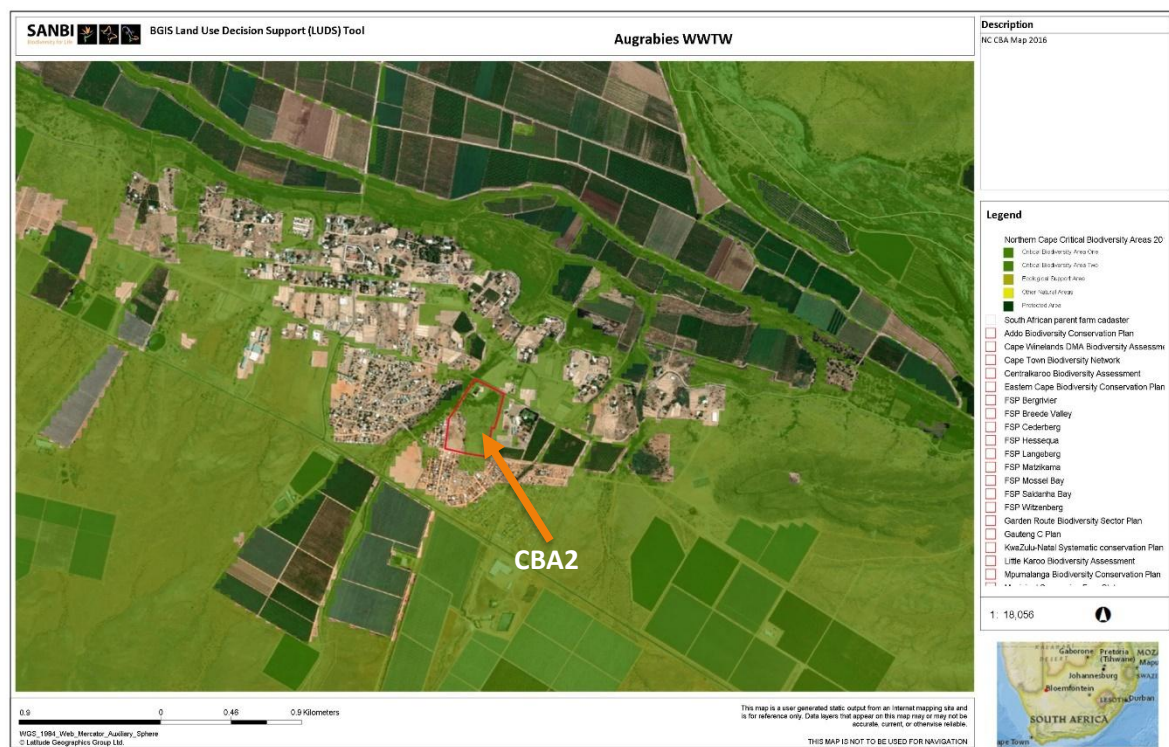 SANBI
Biodiversity for Life
BGIS Land Use Decision Support (LUDS) Tool
Augrabies WWTW
Description
NC CBA Map 2016
CBA2
Legend
Northern Cape Critical Biodiversity Areas 20
Critical Biodiversity Area One
Critical Biodiversity Area Two
Ecological Support Area
Other Natural Areas
Protected Area
South African parent farm cadaster
Addo Biodiversity Conservation Plan
Cape Winelands DMA Biodiversity Assessme
Cape Town Biodiversity Network
Centralkaroo Biodiversity Assessment
Eastern Cape Biodiversity Conservation Plan
FSP Bergrivier
FSP Breede Valley
FSP Cederberg
FSP Hessequa
FSP Langeberg
FSP Matzikama
FSP Mossel Bay
FSP Saldanha Bay
FSP Witzenberg
Garden Route Biodiversity Sector Plan
Gauteng C Plan
KwaZulu-Natal Systematic conservation Plan
Little Karoo Biodiversity Assessment
Mpumalanga Biodiversity Conservation Plan
1: 18,056
Gaborone
Pretoria
(Tshwane)
MOZ
Mapu
Johannesburg
SWAZI
Bloemfontein
LESOTHO
Durban
SOUTH AFRICA
ape Town
0.9
0
0.46
0.9 Kilometers
WGS_1984_Web_Mercator_Auxiliary_Sphere
© Latitude Geographics Group Ltd.
This map is a user generated static output from an Internet mapping site and
is for reference only. Data layers that appear on this map may or may not be
accurate, current, or otherwise reliable.
THIS MAP IS NOT TO BE USED FOR NAVIGATION